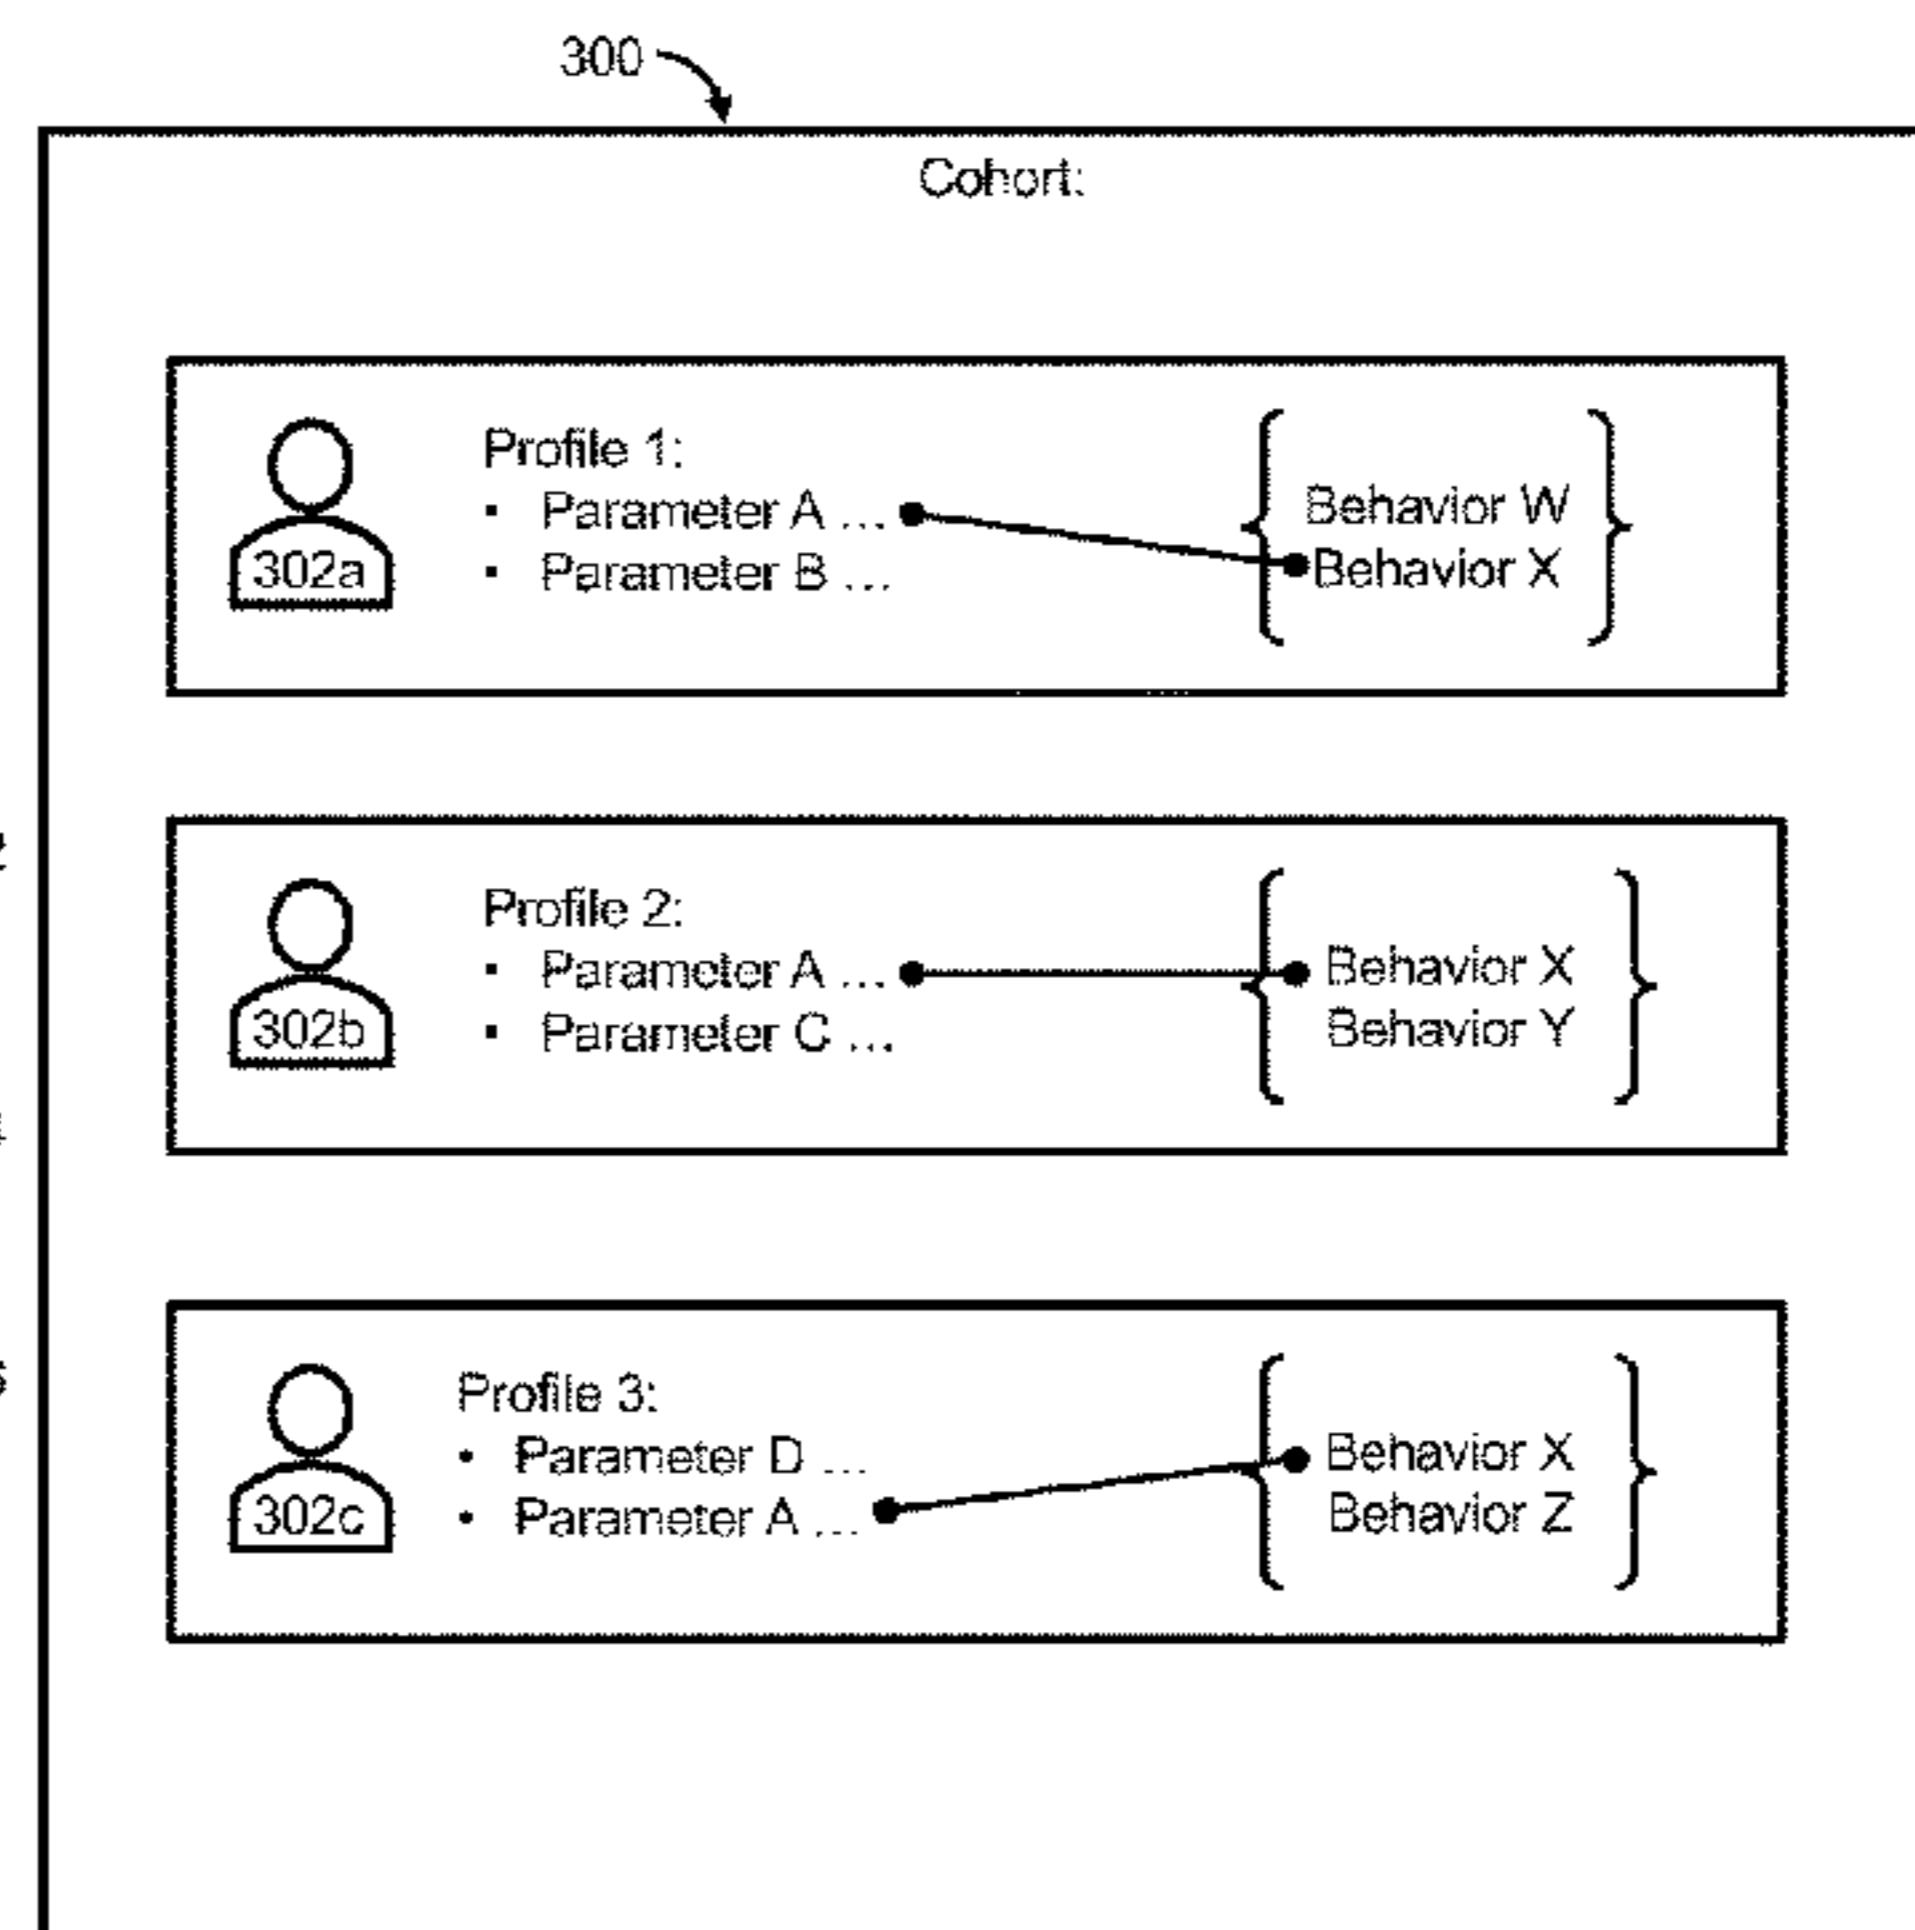 300
Cohort:
Profile 1:
▪ Parameter A ...
▪ Parameter B ...
302a
Behavior W
Behavior X
Profile 2:
▪ Parameter A ...
▪ Parameter C ...
302b
Behavior X
Behavior Y
Profile 3:
• Parameter D ...
• Parameter A ...
302c
Behavior X
Behavior Z